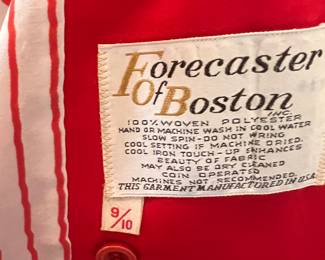 Forecaster
Of Boston
INC.
100% WOVEN POLYESTER
HAND OR MACHINE WASH IN COOL WATER
SLOW SPIN - DO NOT WRING
COOL SETTING IF MACHINE DRIED.
COOL IRON TOUCH - UP ENHANCES
BEAUTY OF FABRIC
MAY ALSO BE DRY CLEANED
COIN OPERATED
MACHINES NOT RECOMMENDED.
THIS GARMENT MANUFACTURED IN U.S.A.
9/10